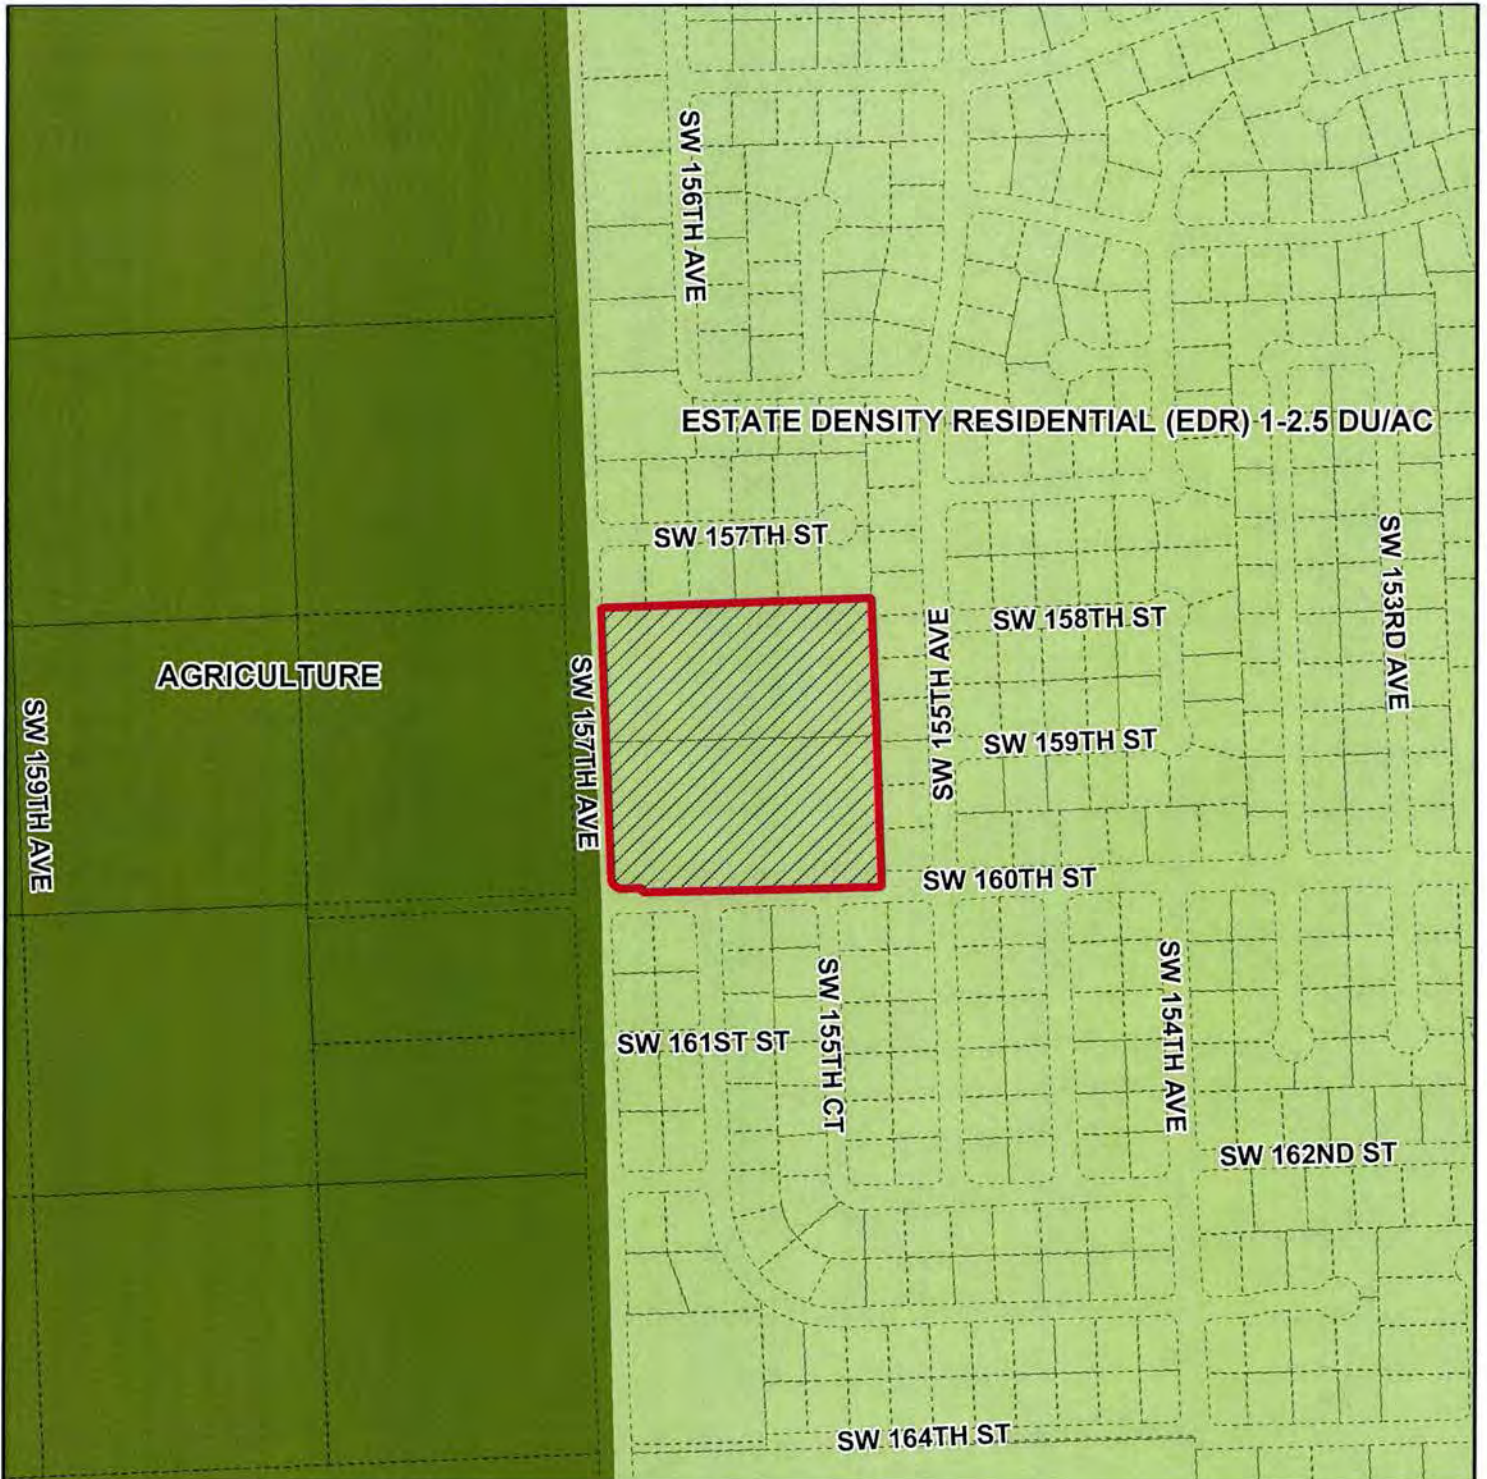 SW 156TH AVE
ESTATE DENSITY RESIDENTIAL (EDR) 1-2.5 DU/AC
SW 157TH ST
SW 153RD AVE
SW 158TH ST
SW 155TH AVE
AGRICULTURE
SW 157TH AVE
SW 159TH AVE
SW 159TH ST
SW 160TH ST
SW 154TH AVE
SW 155TH CT
SW 161ST ST
SW 162ND ST
SW 164TH ST